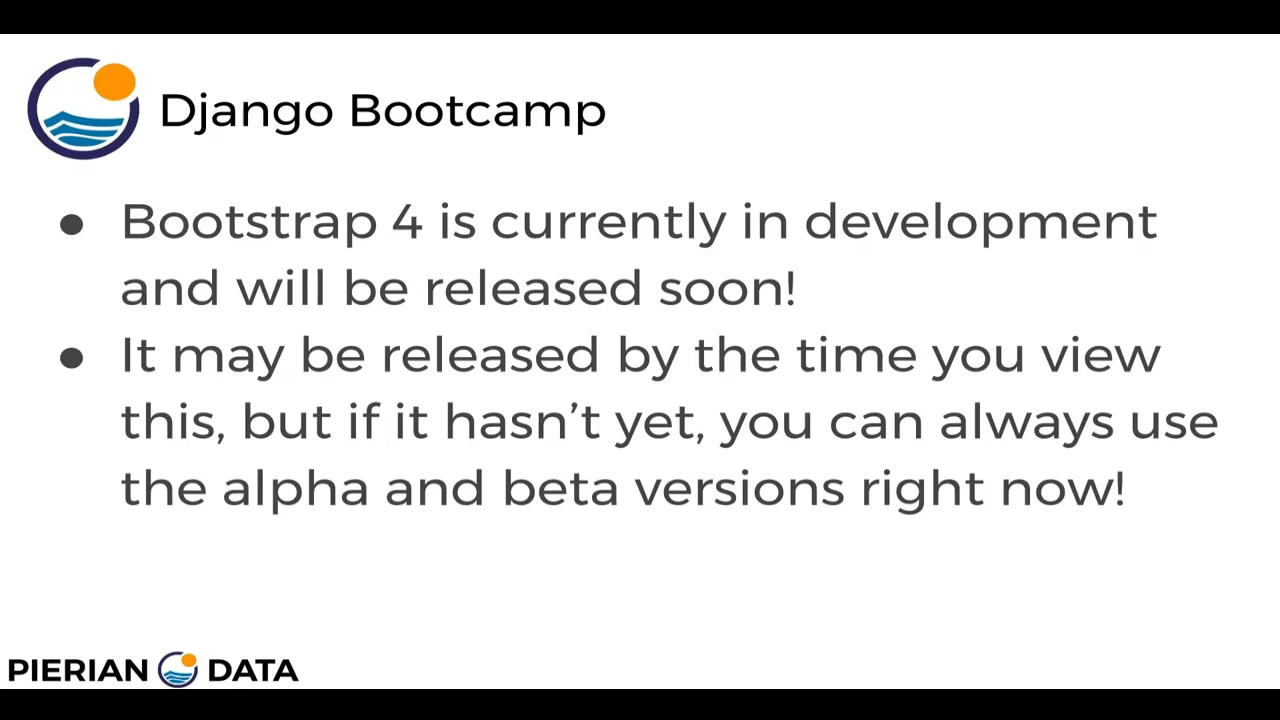 Django Bootcamp
● Bootstrap 4 is currently in development
and will be released soon!
● It may be released by the time you view
this, but if it hasn’t yet, you can always use
the alpha and beta versions right now!
PIERIAN DATA